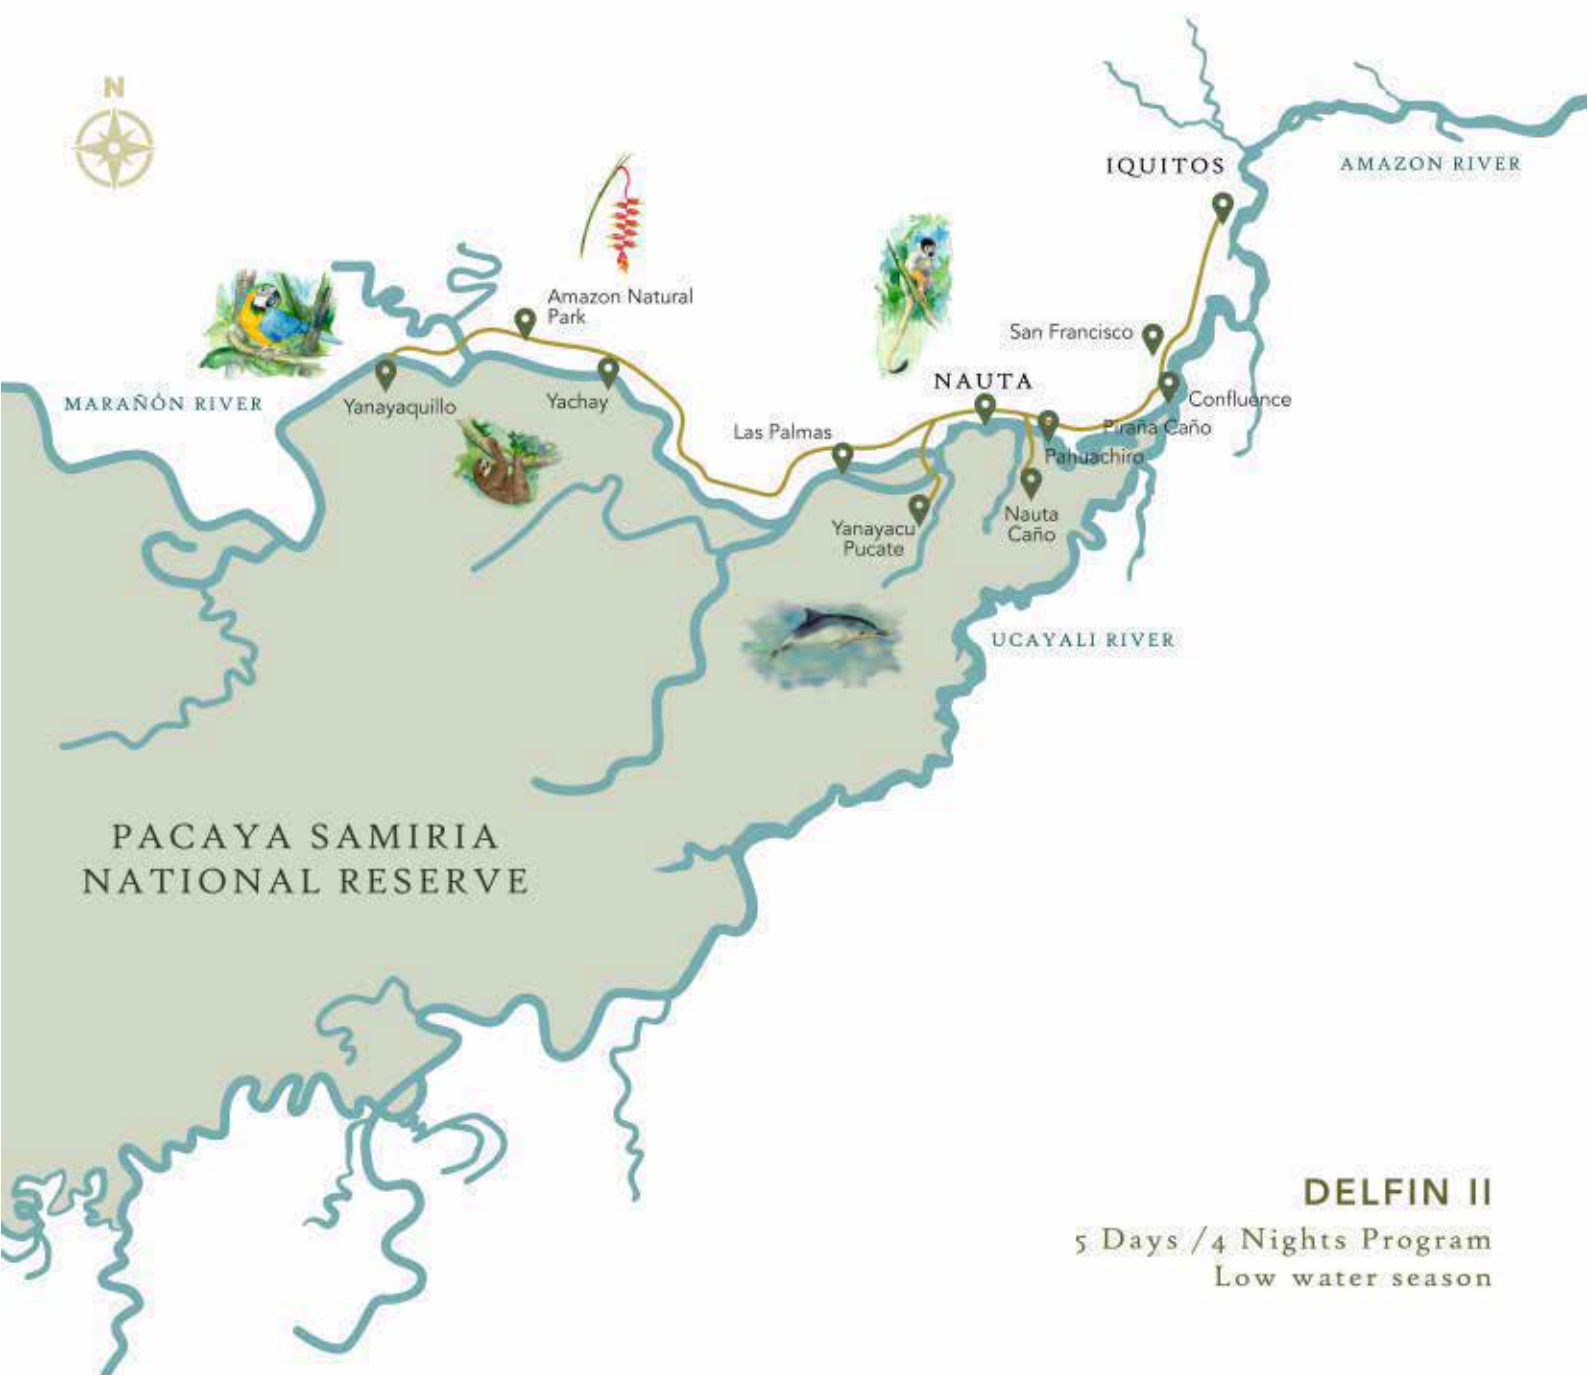 N
IQUITOS
AMAZON RIVER
Amazon Natural
Park
San Francisco
NAUTA
MARAÑÓN RIVER
Yanayaquillo
Yachay
Confluence
Las Palmas
Piraña Caño
Pahuachiro
Yanayacu
Pucate
Nauta
Caño
UCAYALI RIVER
PACAYA SAMIRIA
NATIONAL RESERVE
DELFIN II
5 Days /4 Nights Program
Low water season